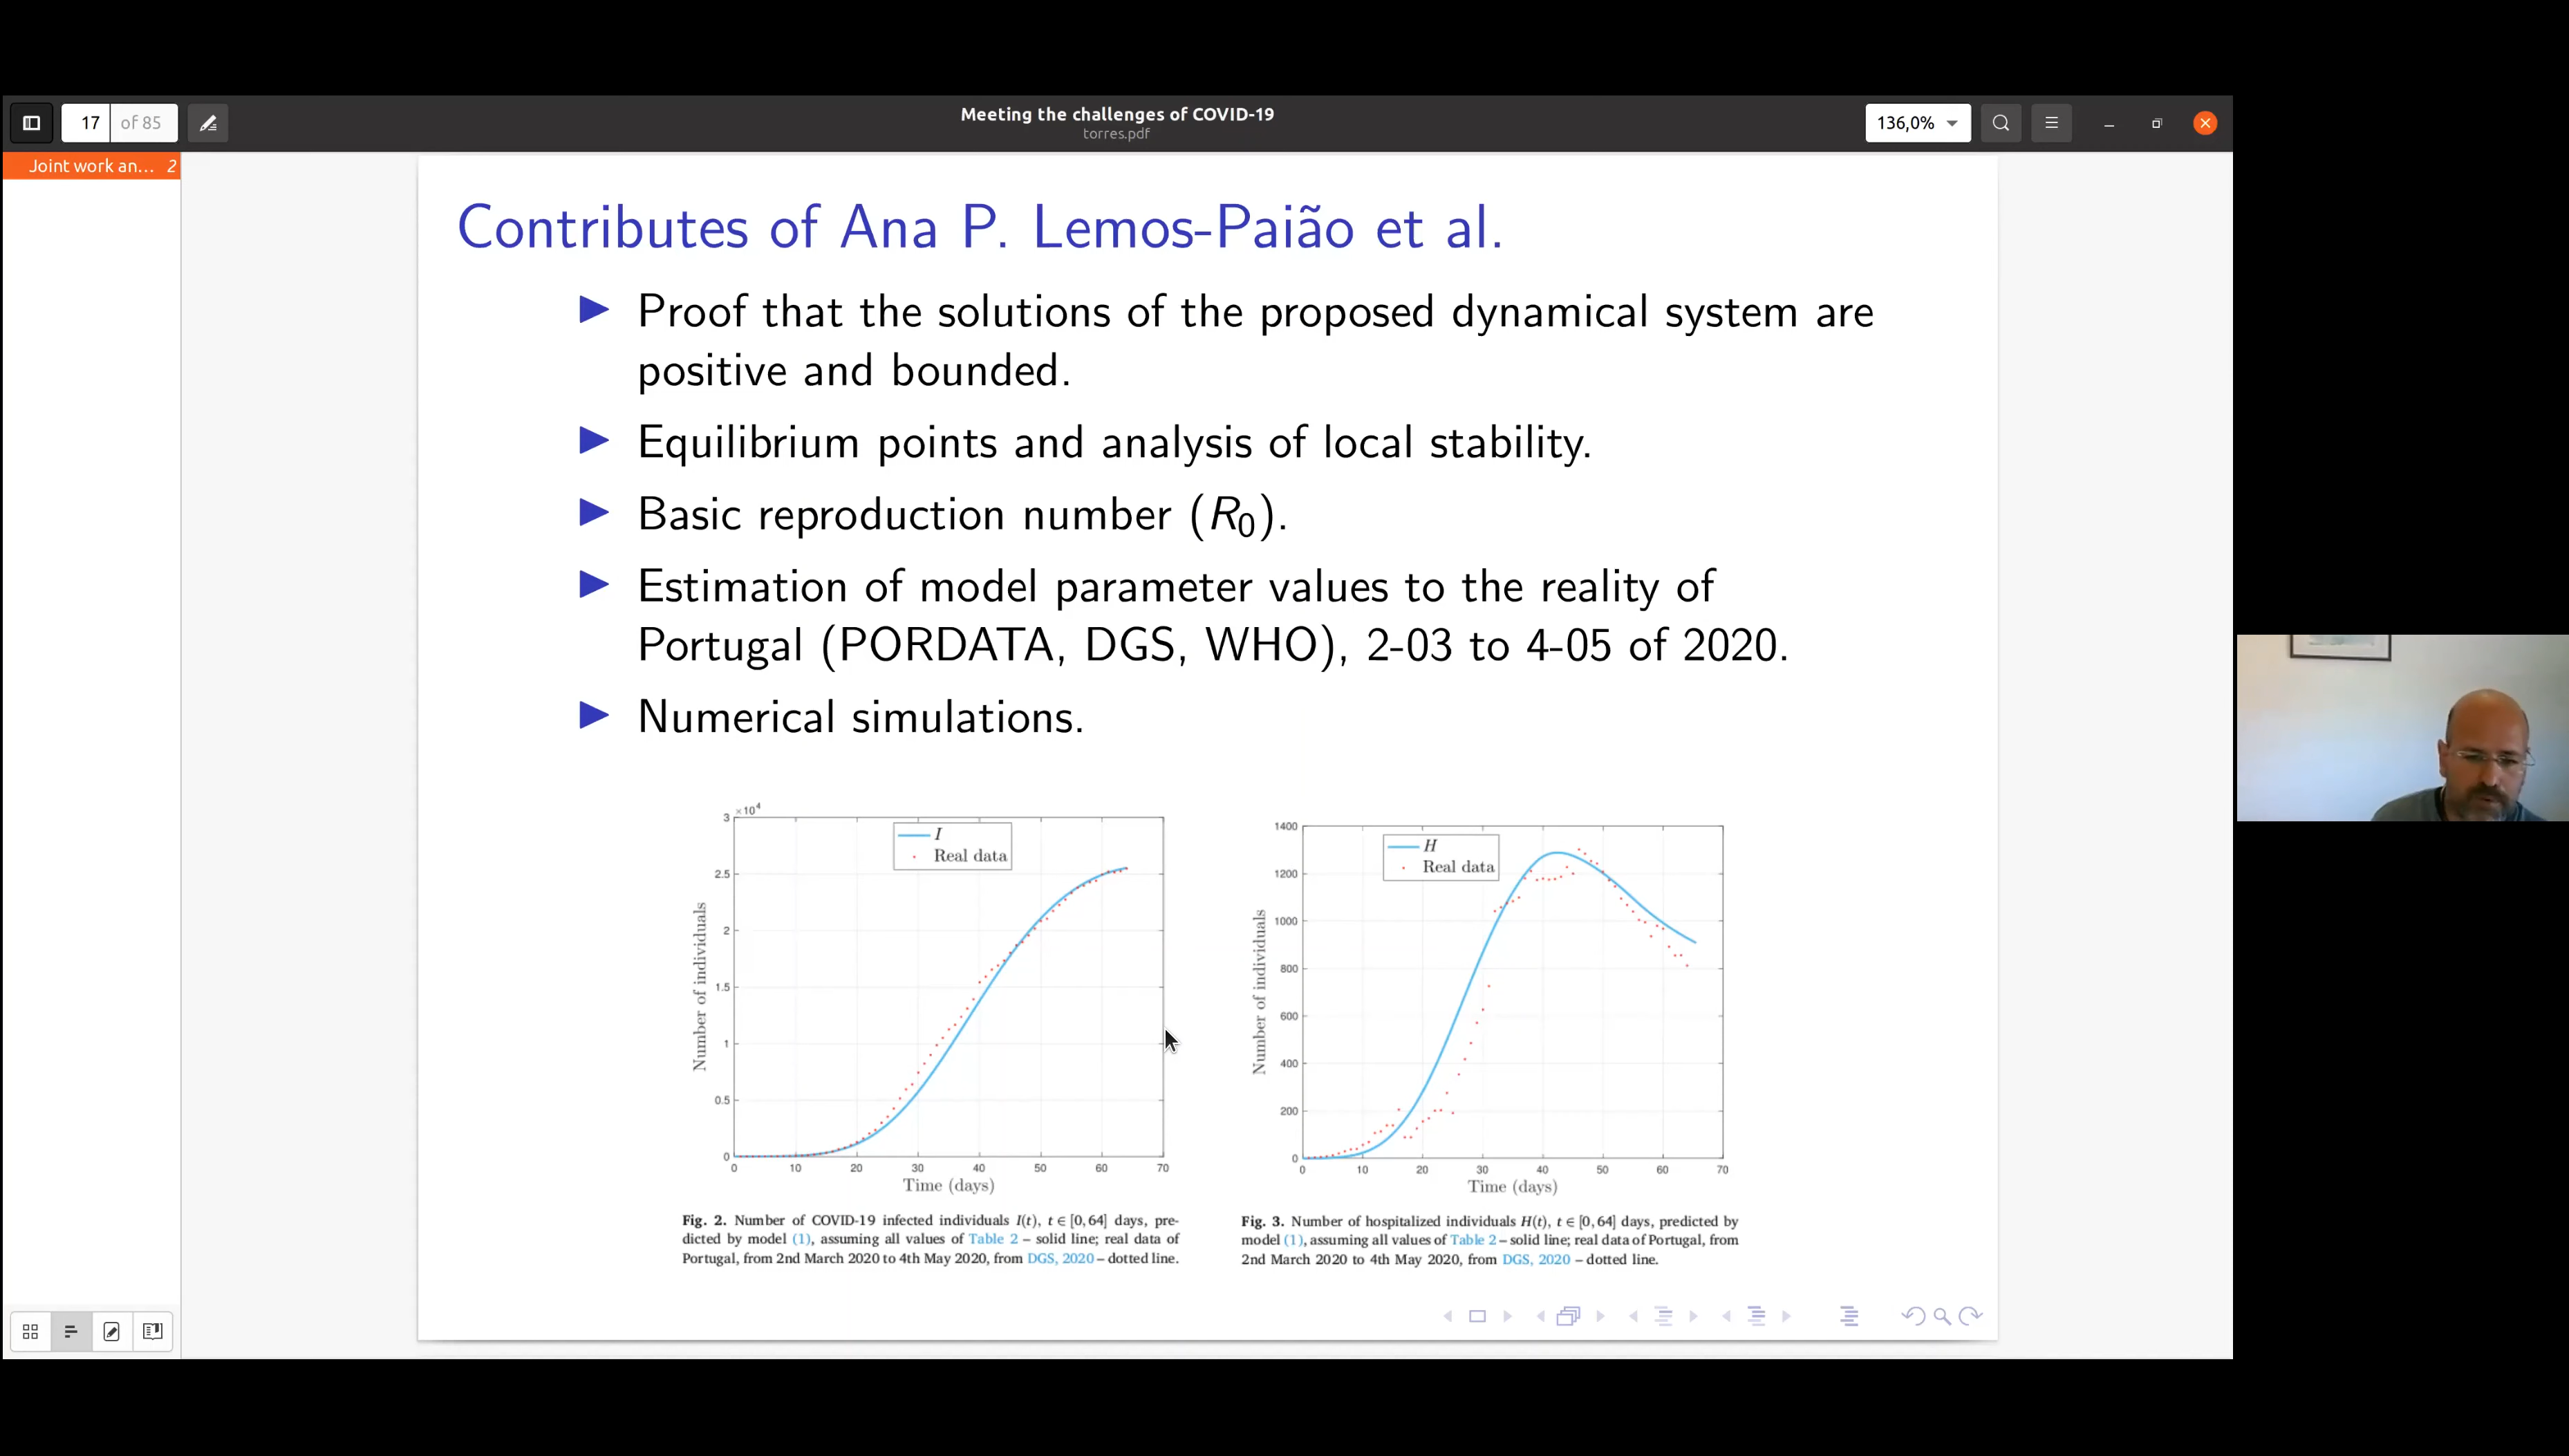 17 of 85
Meeting the challenges of COVID-19
torres.pdf
136,0%
Joint work an... 2
Contributes of Ana P. Lemos-Paião et al.
Proof that the solutions of the proposed dynamical system are
positive and bounded.
Equilibrium points and analysis of local stability.
Basic reproduction number (R0).
Estimation of model parameter values to the reality of
Portugal (PORDATA, DGS, WHO), 2-03 to 4-05 of 2020.
Numerical simulations.
×10^4
3
2.5
2
1.5
1
0.5
0
Number of individuals
I
Real data
0 10 20 30 40 50 60 70
Time (days)
Fig. 2. Number of COVID-19 infected individuals I(t), t ∈ [0, 64] days, pre-
dicted by model (1), assuming all values of Table 2 – solid line; real data of
Portugal, from 2nd March 2020 to 4th May 2020, from DGS, 2020 – dotted line.
1400
1200
1000
800
600
400
200
0
Number of individuals
H
Real data
0 10 20 30 40 50 60 70
Time (days)
Fig. 3. Number of hospitalized individuals H(t), t ∈ [0, 64] days, predicted by
model (1), assuming all values of Table 2 – solid line; real data of Portugal, from
2nd March 2020 to 4th May 2020, from DGS, 2020 – dotted line.